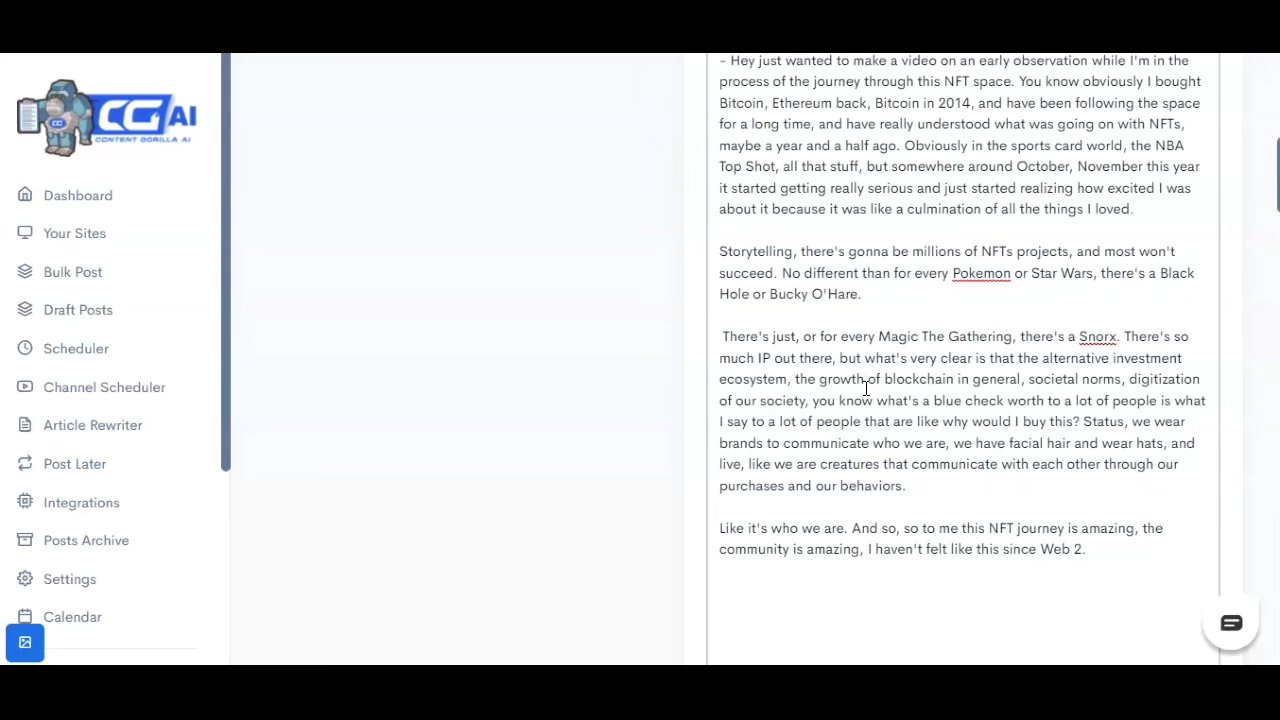 CG AI
CONTENT GORILLA AI
Dashboard
Your Sites
Bulk Post
Draft Posts
Scheduler
Channel Scheduler
Article Rewriter
Post Later
Integrations
Posts Archive
Settings
Calendar
- Hey just wanted to make a video on an early observation while I'm in the
process of the journey through this NFT space. You know obviously I bought
Bitcoin, Ethereum back, Bitcoin in 2014, and have been following the space
for a long time, and have really understood what was going on with NFTs,
maybe a year and a half ago. Obviously in the sports card world, the NBA
Top Shot, all that stuff, but somewhere around October, November this year
it started getting really serious and just started realizing how excited I was
about it because it was like a culmination of all the things I loved.
Storytelling, there's gonna be millions of NFTs projects, and most won't
succeed. No different than for every Pokemon or Star Wars, there's a Black
Hole or Bucky O'Hare.
There's just, or for every Magic The Gathering, there's a Snorx. There's so
much IP out there, but what's very clear is that the alternative investment
ecosystem, the growth of blockchain in general, societal norms, digitization
of our society, you know what's a blue check worth to a lot of people is what
I say to a lot of people that are like why would I buy this? Status, we wear
brands to communicate who we are, we have facial hair and wear hats, and
live, like we are creatures that communicate with each other through our
purchases and our behaviors.
Like it's who we are. And so, so to me this NFT journey is amazing, the
community is amazing, I haven't felt like this since Web 2.